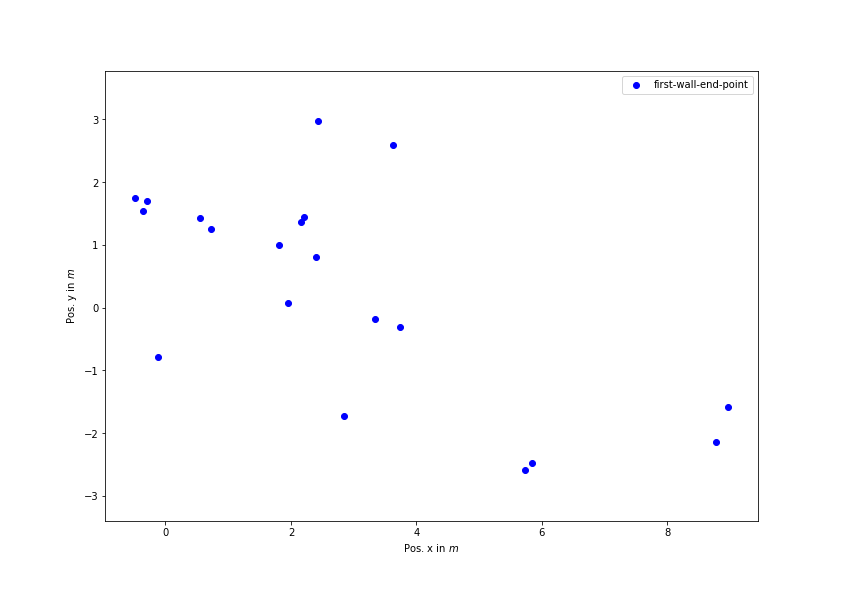 first-wall-end-point
3
2
1
0
−1
−2
−3
Pos. y in m
0 2 4 6 8
Pos. x in m